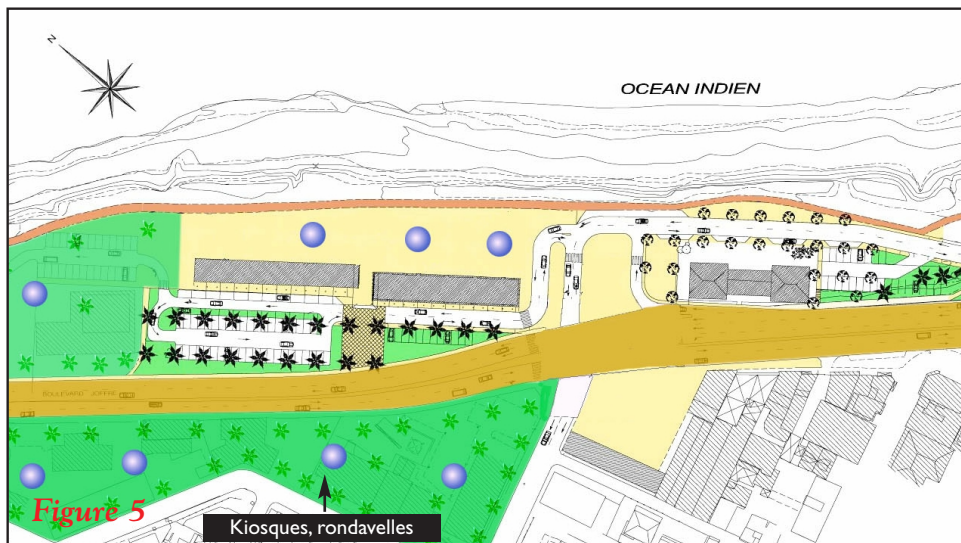 N
OCEAN INDIEN
BOULEVARD JOFFRE
Figure 5
Kiosques, rondavelles